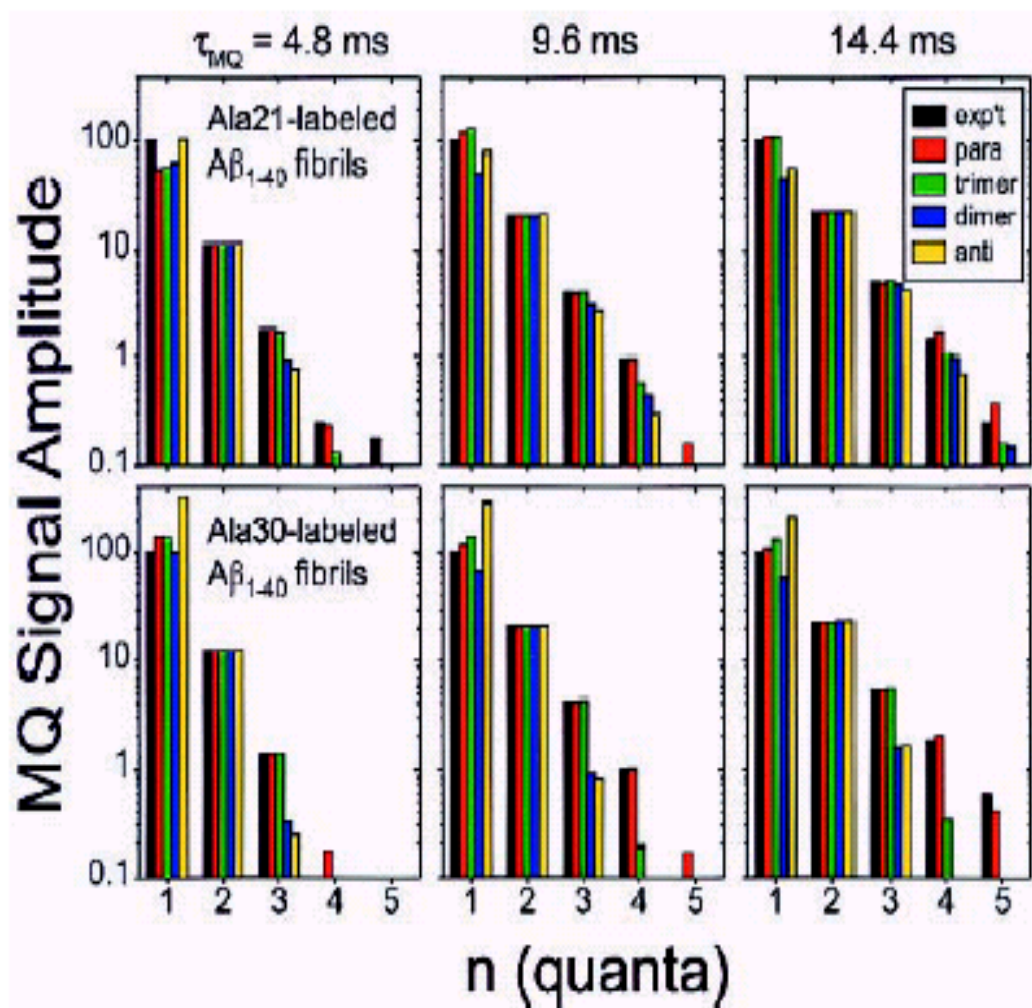 τMQ = 4.8 ms 9.6 ms 14.4 ms
MQ Signal Amplitude
100
10
1
0.1
Ala21-labeled
Aβ1-40 fibrils
exp't
para
trimer
dimer
anti
100
10
1
0.1
Ala30-labeled
Aβ1-40 fibrils
1 2 3 4 5 1 2 3 4 5 1 2 3 4 5
n (quanta)